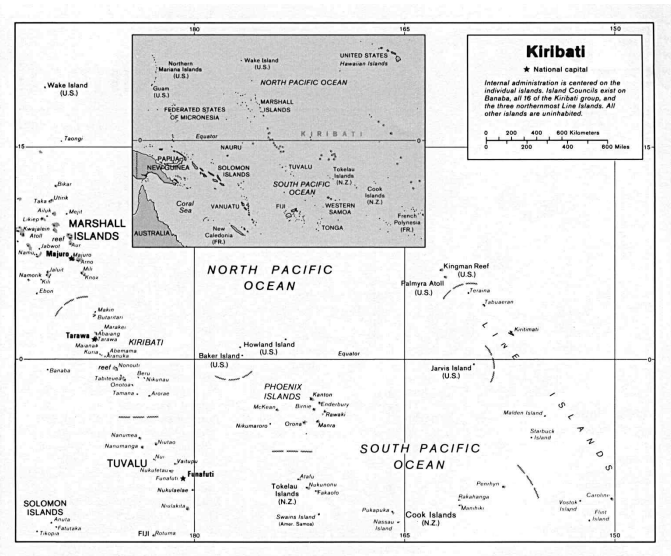 180
165
150
Kiribati
★ National capital
Internal administration is centered on the
individual islands. Island Councils exist on
Banaba, all 16 of the Kiribati group, and
the three northernmost Line Islands. All
other islands are uninhabited.
0 200 400 600 Kilometers
0 200 400 600 Miles
Northern
Mariana Islands
(U.S.)
Wake Island
(U.S.)
UNITED STATES
Hawaiian Islands
NORTH PACIFIC OCEAN
Guam
(U.S.)
MARSHALL
ISLANDS
FEDERATED STATES
OF MICRONESIA
KIRIBATI
0
Equator
0
NAURU
PAPUA
NEW GUINEA
SOLOMON
ISLANDS
TUVALU
Tokelau
Islands
(N.Z.)
SOUTH PACIFIC
OCEAN
Cook
Islands
(N.Z.)
Coral
Sea
VANUATU
FIJI
WESTERN
SAMOA
French
Polynesia
(FR.)
TONGA
New
Caledonia
(FR.)
AUSTRALIA
Wake Island
(U.S.)
Taongi
15
15
Bikar
Taka
Utirik
Ailuk
Mejit
Likiep
Kwajalein
Atoll
MARSHALL
ISLANDS
reef
Aur
Jabwot
Namu
Majuro
Majuro
Arno
Jaluit
Mili
Namorik
Kili
Knox
Ebon
NORTH PACIFIC
OCEAN
Kingman Reef
(U.S.)
Palmyra Atoll
(U.S.)
Teraina
Tabuaeran
Kiritimati
LINE ISLANDS
Makin
Butaritari
Marakei
Abaiang
Tarawa
Tarawa
Maiana
KIRIBATI
Abemama
Kuria
Aranuka
Howland Island
(U.S.)
Baker Island
(U.S.)
Equator
0
0
Jarvis Island
(U.S.)
Banaba
reef
Nonouti
Tabiteuea
Beru
Nikunau
Onotoa
Tamana
Arorae
PHOENIX
ISLANDS
Kanton
McKean
Birnie
Enderbury
Rawaki
Nikumaroro
Orona
Manra
Malden Island
Starbuck
Island
Nanumea
Niutao
Nanumanga
SOUTH PACIFIC
OCEAN
TUVALU
Nui
Vaitupu
Nukufetau
Funafuti
Funafuti
Nukulaelae
Niulakita
Atafu
Tokelau
Islands
(N.Z.)
Nukunonu
Fakaofo
Swains Island
(Amer. Samoa)
Penrhyn
Rakahanga
Manihiki
Pukapuka
Nassau
Island
Cook Islands
(N.Z.)
Vostok
Island
Caroline
Flint
Island
SOLOMON
ISLANDS
Anuta
Fatutaka
Tikopia
FIJI
Rotuma
180
165
150